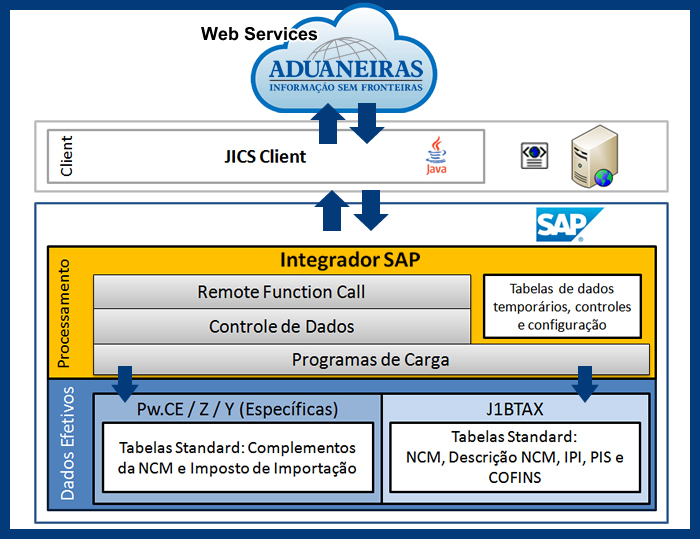 Web Services
ADUANEIRAS
INFORMAÇÃO SEM FRONTEIRAS
Client
JICS Client
Java
SAP
Processamento
Integrador SAP
Remote Function Call
Controle de Dados
Programas de Carga
Tabelas de dados
temporários, controles
e configuração
Dados Efetivos
Pw.CE / Z / Y (Específicas)
Tabelas Standard: Complementos
da NCM e Imposto de Importação
J1BTAX
Tabelas Standard:
NCM, Descrição NCM, IPI, PIS e
COFINS